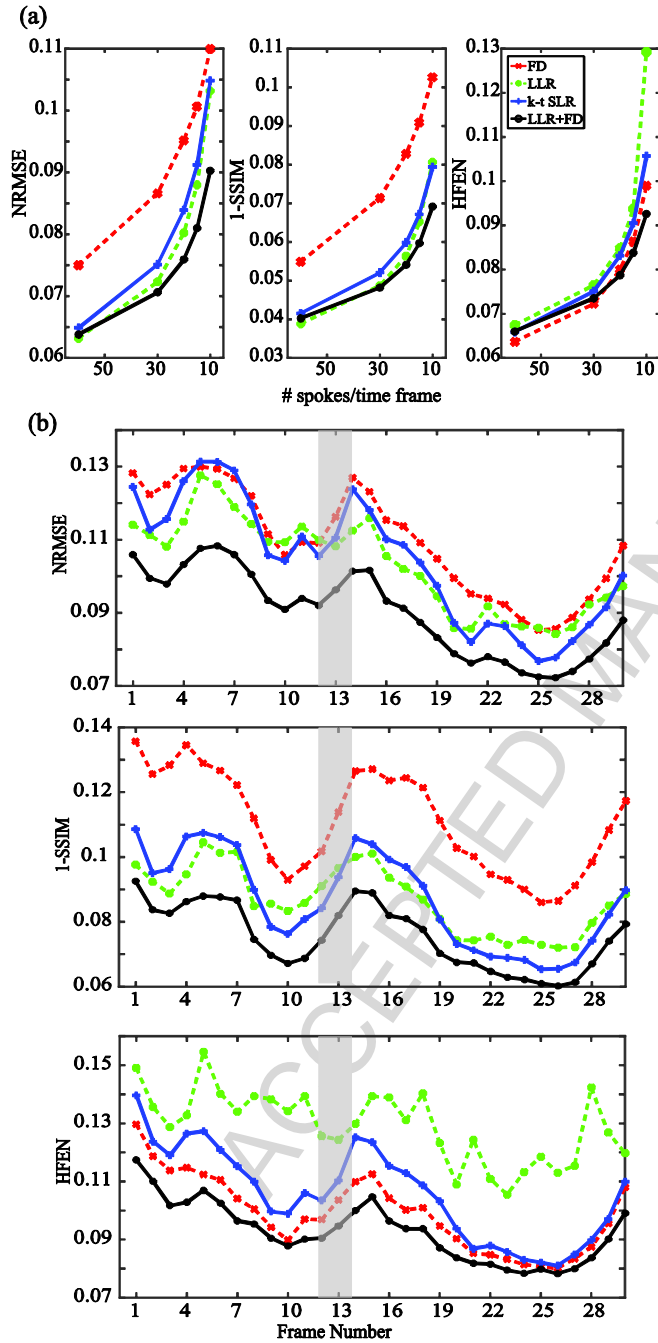 (a)
0.11
0.1
0.09
0.08
0.07
0.06
NRMSE
50
30
10
0.11
0.1
0.09
0.08
0.07
0.06
0.05
0.04
0.03
1-SSIM
50
30
10
0.13
0.12
0.11
0.1
0.09
0.08
0.07
0.06
HFEN
50
30
10
FD
LLR
k-t SLR
LLR+FD
# spokes/time frame
(b)
0.13
0.11
0.09
0.07
NRMSE
1 4 7 10 13 16 19 22 25 28
0.14
0.12
0.1
0.08
0.06
1-SSIM
1 4 7 10 13 16 19 22 25 28
0.15
0.13
0.11
0.09
0.07
HFEN
1 4 7 10 13 16 19 22 25 28
Frame Number
ACCEPTED MAN